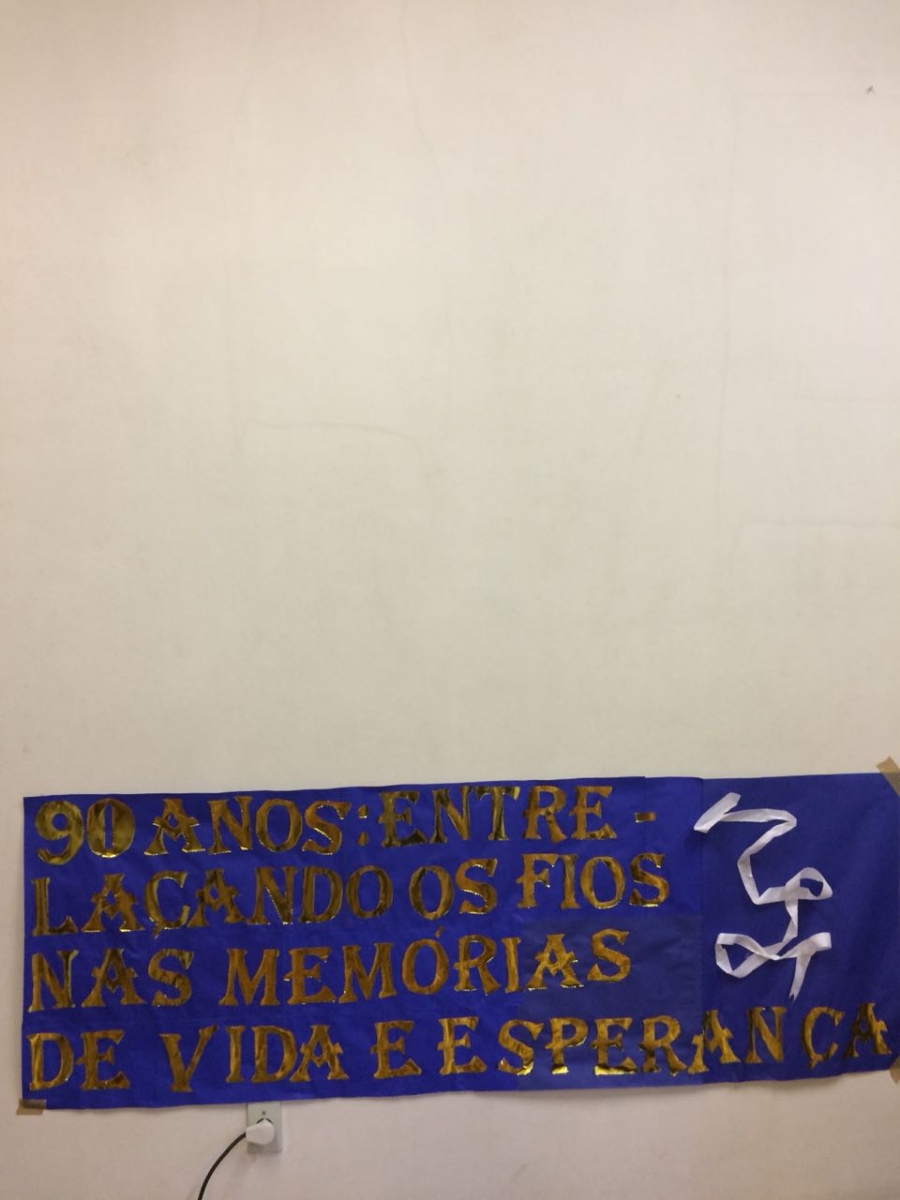 90 ANOS: ENTRE -
LAÇANDO OS FIOS
NAS MEMÓRIAS
DE VIDA E ESPERANÇA